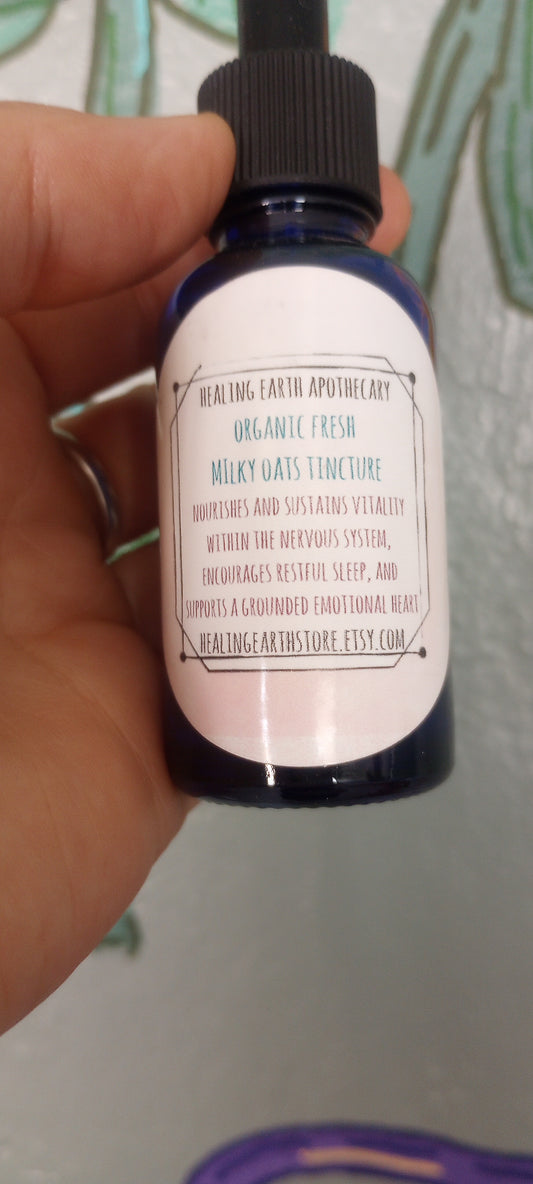 HEALING EARTH APOTHECARY
ORGANIC FRESH
MILKY OATS TINCTURE
NOURISHES AND SUSTAINS VITALITY
WITHIN THE NERVOUS SYSTEM,
ENCOURAGES RESTFUL SLEEP, AND
SUPPORTS A GROUNDED EMOTIONAL HEART
HEALINGEARTHSTORE.ETSY.COM